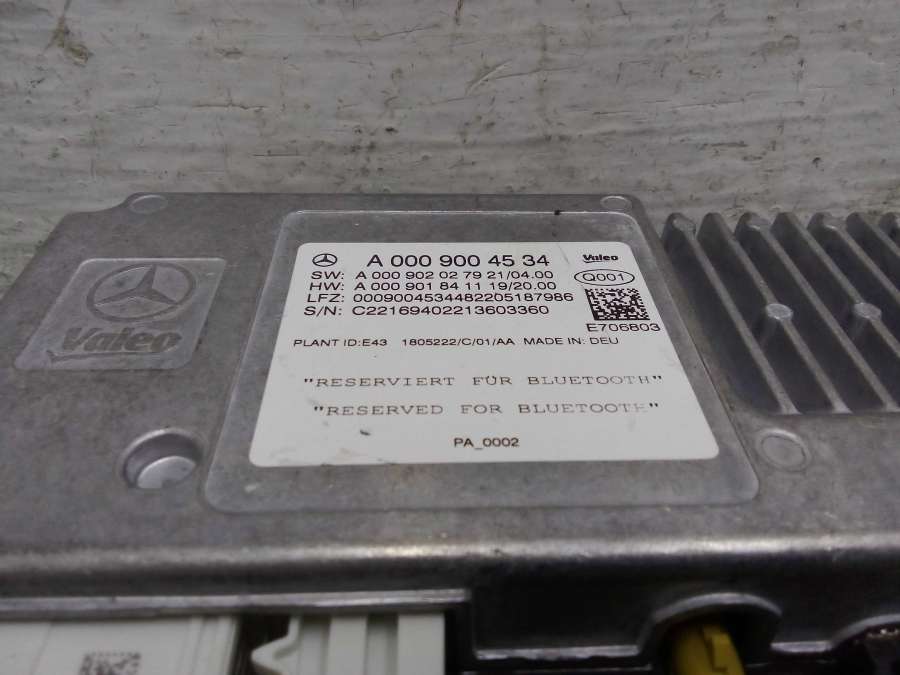 Valeo
A 000 900 45 34
Valeo
SW: A 000 902 02 79 21/04.00
HW: A 000 901 84 11 19/20.00
Q001
LFZ: 0009004534482205187986
S/N: C22169402213603360
E706803
PLANT ID:E43 1805222/C/01/AA MADE IN: DEU
"RESERVIERT FÜR BLUETOOTH"
"RESERVED FOR BLUETOOTH"
PA_0002